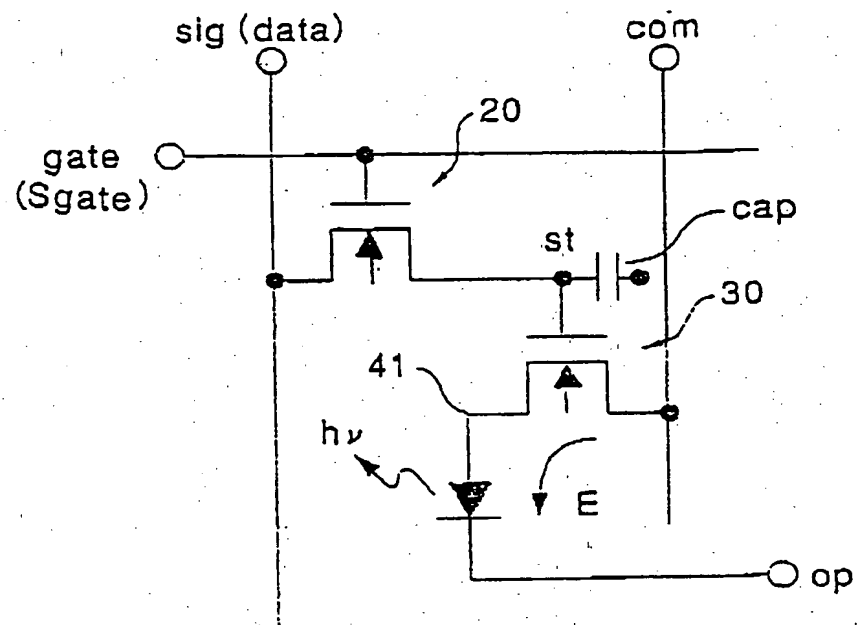 sig (data)
com
20
gate
(Sgate)
cap
st
30
41
hν
E
op